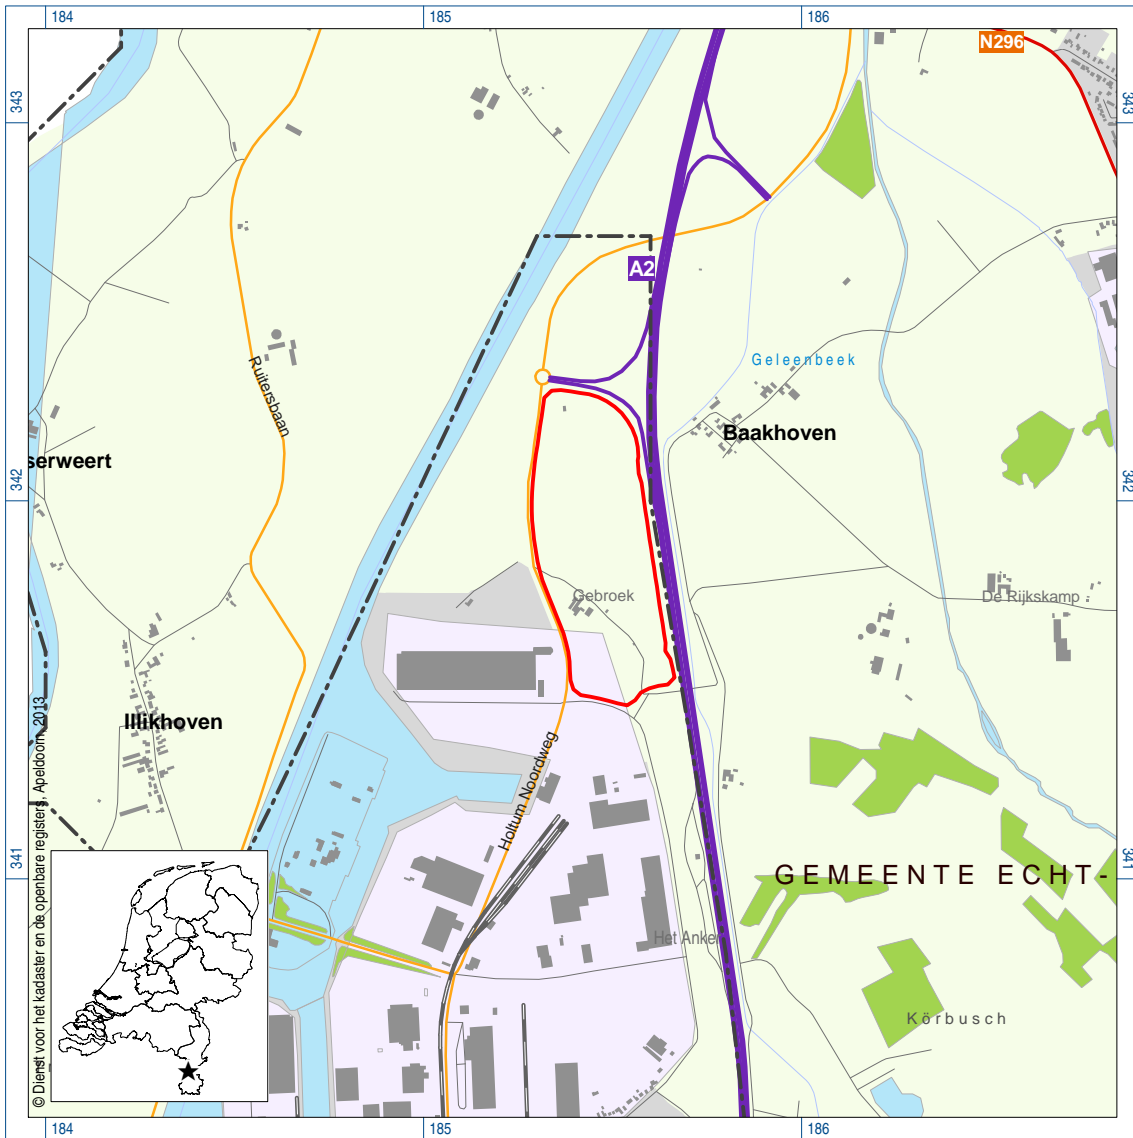 184
185
186
343
N296
343
A2
Geleenbeek
Ruitersbaan
Baakhoven
serweert
342
342
Gebroek
De Rijkskamp
Illikhoven
Holtum Noordweg
© Dienst voor het kadaster en de openbare registers, Apeldoorn, 2013
341
GEMEENTE ECHT-
341
Het Anker
Körbusch
184
185
186